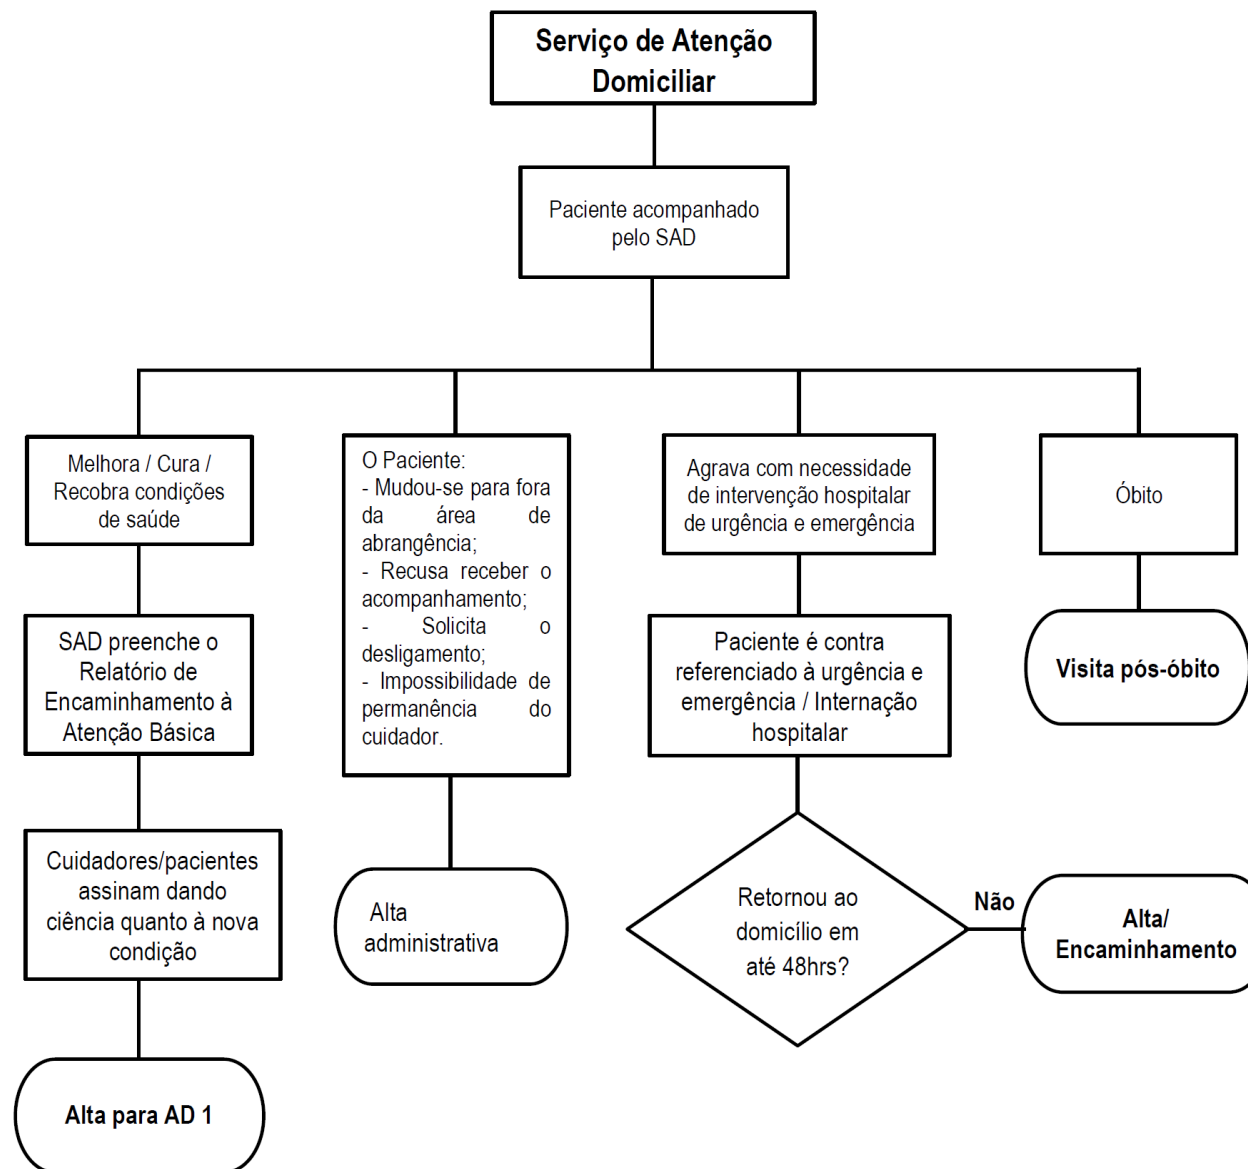 Serviço de Atenção
Domiciliar
Paciente acompanhado
pelo SAD
Melhora / Cura /
Recobra condições
de saúde
SAD preenche o
Relatório de
Encaminhamento à
Atenção Básica
Cuidadores/pacientes
assinam dando
ciência quanto à nova
condição
Alta para AD 1
O Paciente:
- Mudou-se para fora
da área de
abrangência;
- Recusa receber o
acompanhamento;
- Solicita o
desligamento;
- Impossibilidade de
permanência do
cuidador.
Alta
administrativa
Agrava com necessidade
de intervenção hospitalar
de urgência e emergência
Paciente é contra
referenciado à urgência e
emergência / Internação
hospitalar
Retornou ao
domicílio em
até 48hrs?
Não
Alta/
Encaminhamento
Óbito
Visita pós-óbito